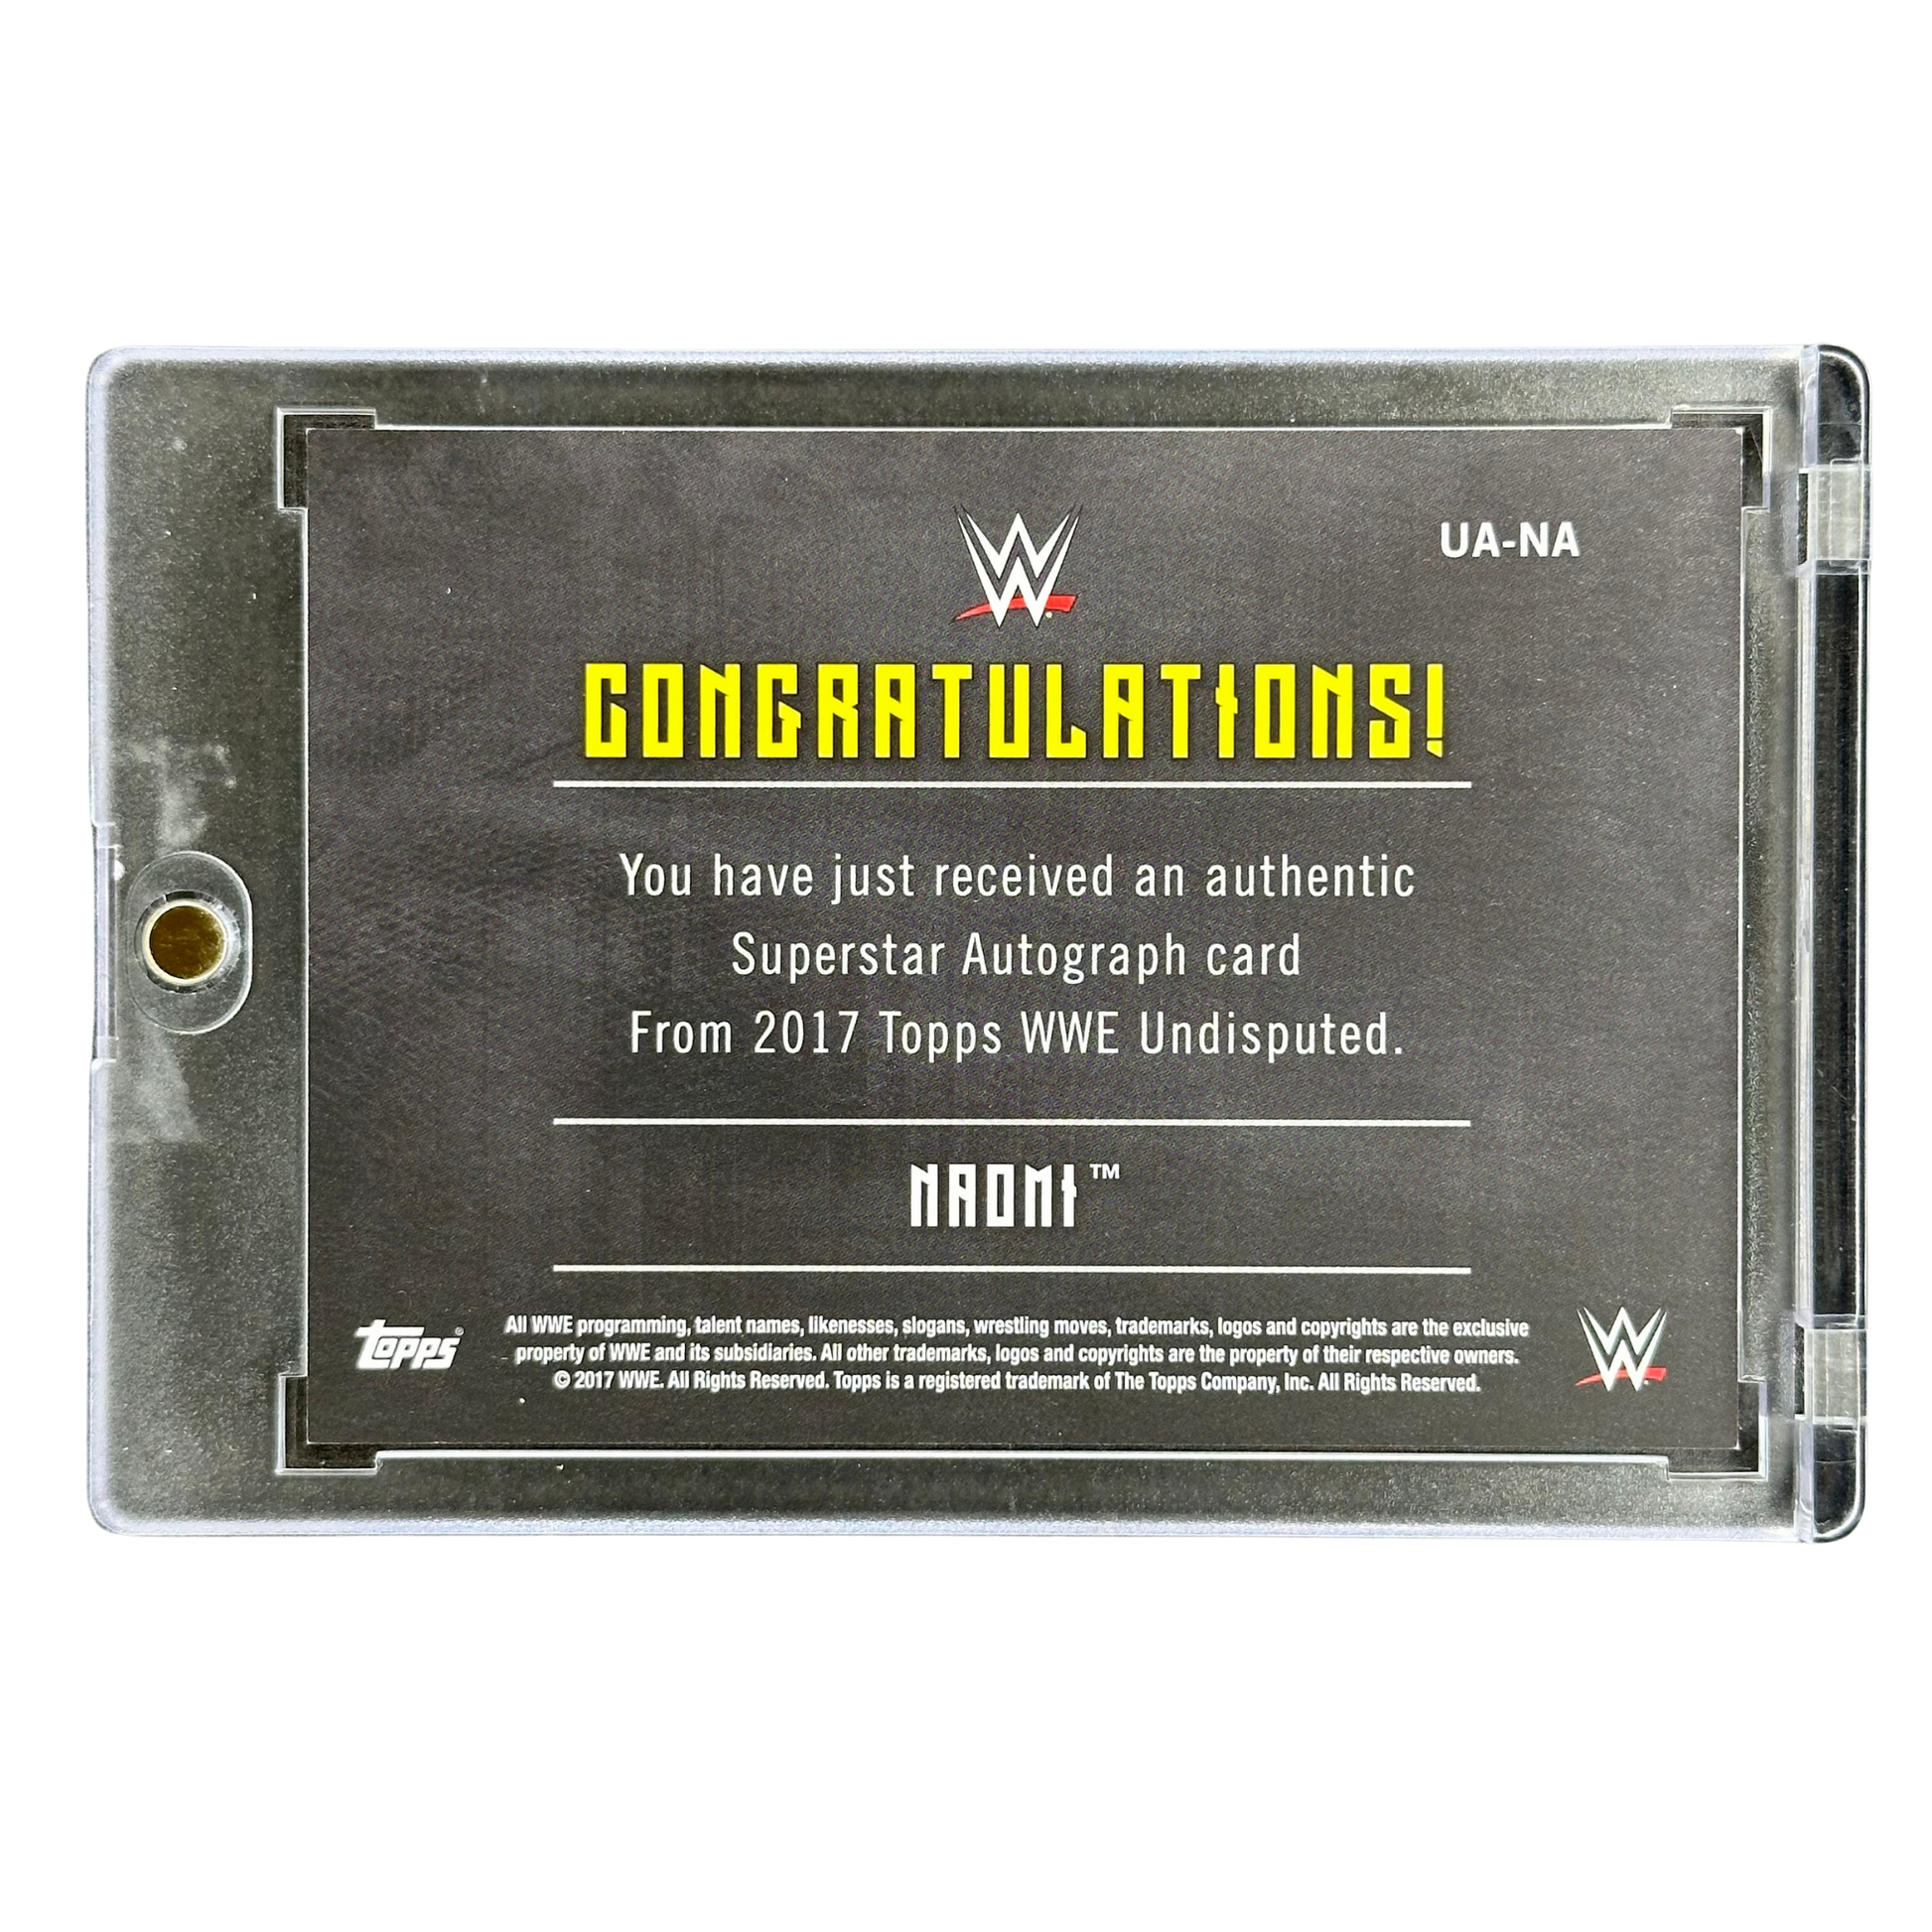 W
UA-NA
CONGRATULATIONS!
You have just received an authentic
Superstar Autograph card
From 2017 Topps WWE Undisputed.
NAOMI™
Topps®
All WWE programming, talent names, likenesses, slogans, wrestling moves, trademarks, logos and copyrights are the exclusive
property of WWE and its subsidiaries. All other trademarks, logos and copyrights are the property of their respective owners.
© 2017 WWE. All Rights Reserved. Topps is a registered trademark of The Topps Company, Inc. All Rights Reserved.
W